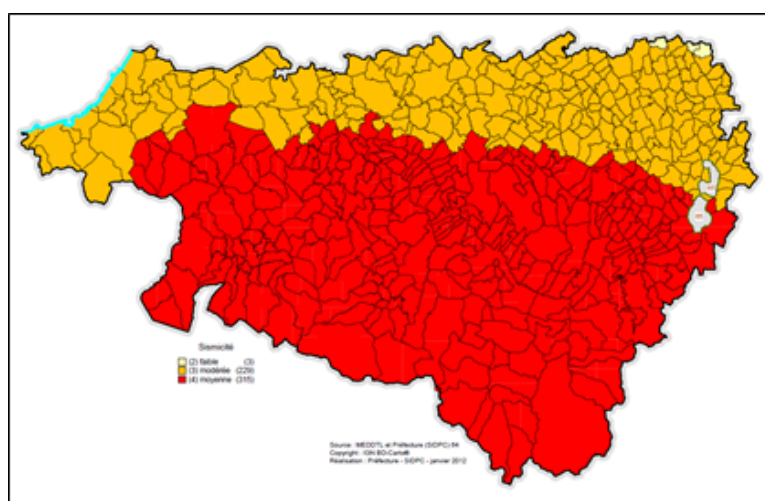 Sismicité
(2) faible (3)
(3) modérée (229)
(4) moyenne (315)
Source : MEDDTL et Préfecture (SIDPC) 64
Copyright : IGN BD-Carto®
Réalisation : Préfecture - SIDPC - janvier 2012